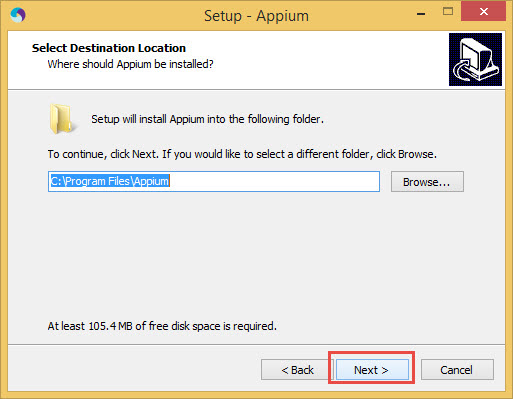 Setup - Appium
Select Destination Location
Where should Appium be installed?
Setup will install Appium into the following folder.
To continue, click Next. If you would like to select a different folder, click Browse.
C:\Program Files\Appium
Browse...
At least 105.4 MB of free disk space is required.
< Back
Next >
Cancel